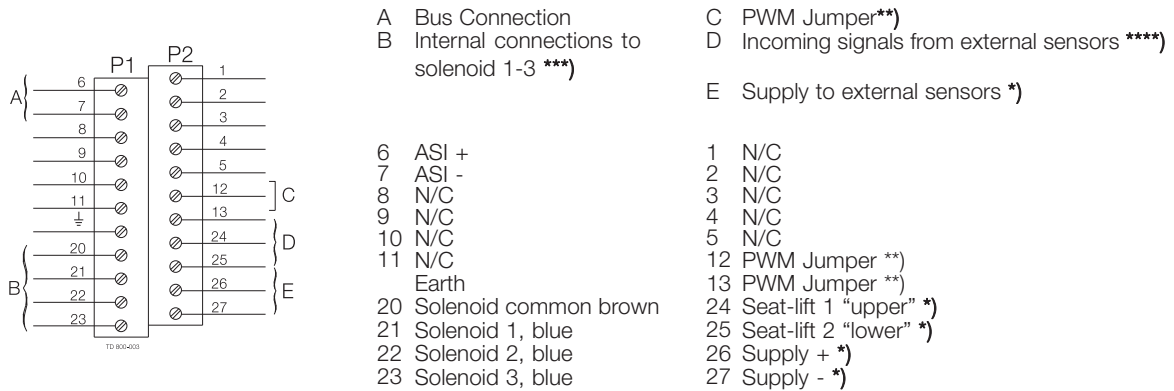 A Bus Connection
B Internal connections to
solenoid 1-3 ***)
C PWM Jumper**)
D Incoming signals from external sensors ****)
E Supply to external sensors *)
P1
P2
A
6
7
8
9
10
11
20
21
22
23
B
1
2
3
4
5
12
13
24
25
26
27
C
D
E
TD 800-003
6 ASI +
7 ASI -
8 N/C
9 N/C
10 N/C
11 N/C
Earth
20 Solenoid common brown
21 Solenoid 1, blue
22 Solenoid 2, blue
23 Solenoid 3, blue
1 N/C
2 N/C
3 N/C
4 N/C
5 N/C
12 PWM Jumper **)
13 PWM Jumper **)
24 Seat-lift 1 “upper” *)
25 Seat-lift 2 “lower” *)
26 Supply + *)
27 Supply - *)